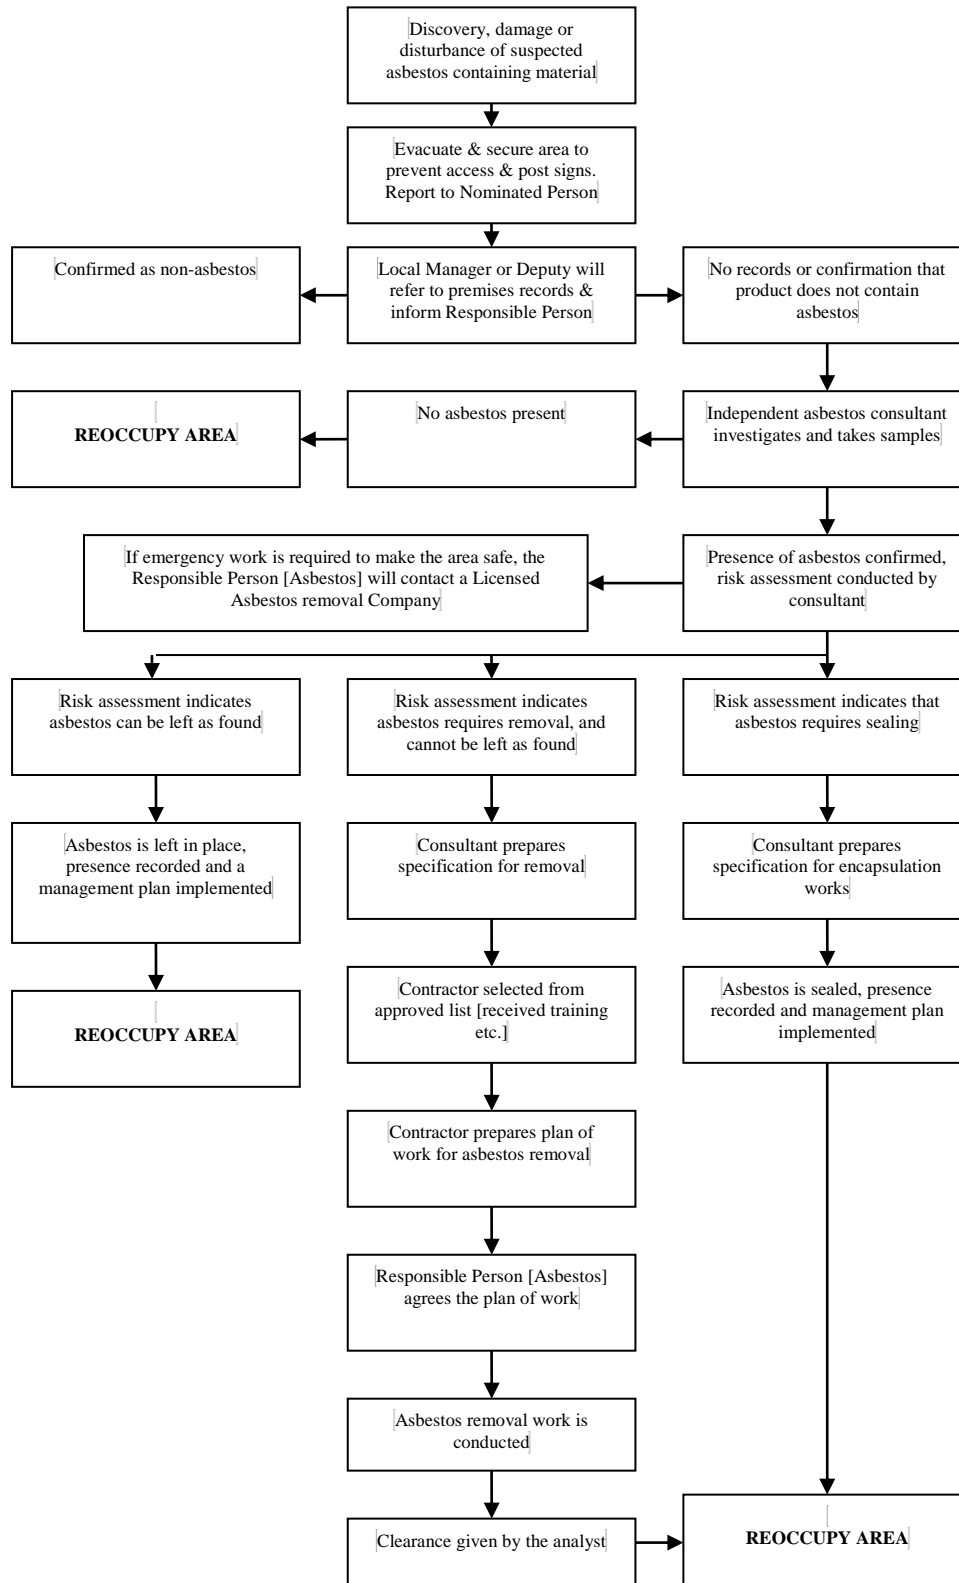 Discovery, damage or
disturbance of suspected
asbestos containing material
Evacuate & secure area to
prevent access & post signs.
Report to Nominated Person
Confirmed as non-asbestos
Local Manager or Deputy will
refer to premises records &
inform Responsible Person
No records or confirmation that
product does not contain
asbestos
REOCCUPY AREA
No asbestos present
Independent asbestos consultant
investigates and takes samples
If emergency work is required to make the area safe, the
Responsible Person [Asbestos] will contact a Licensed
Asbestos removal Company
Presence of asbestos confirmed,
risk assessment conducted by
consultant
Risk assessment indicates
asbestos can be left as found
Risk assessment indicates
asbestos requires removal, and
cannot be left as found
Risk assessment indicates that
asbestos requires sealing
Asbestos is left in place,
presence recorded and a
management plan implemented
Consultant prepares
specification for removal
Consultant prepares
specification for encapsulation
works
REOCCUPY AREA
Contractor selected from
approved list [received training
etc.]
Asbestos is sealed, presence
recorded and management plan
implemented
Contractor prepares plan of
work for asbestos removal
Responsible Person [Asbestos]
agrees the plan of work
Asbestos removal work is
conducted
Clearance given by the analyst
REOCCUPY AREA